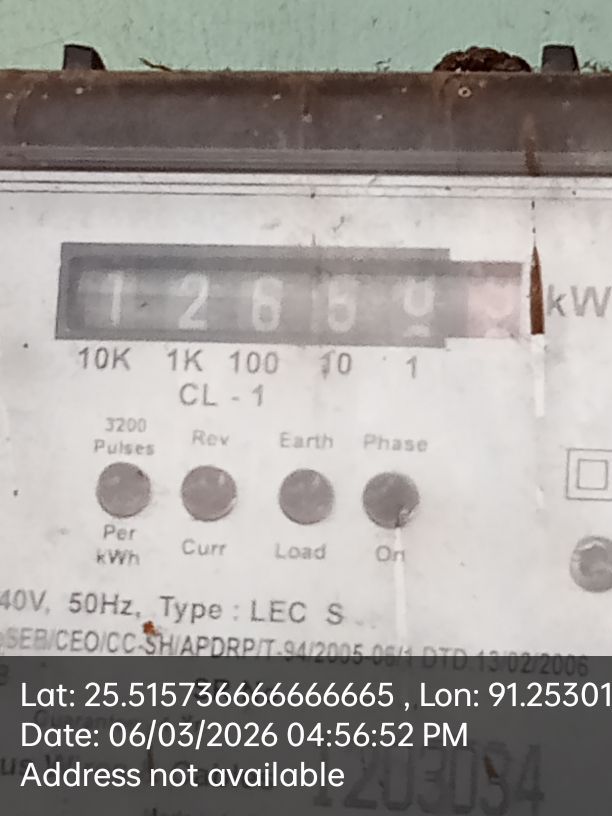 1 2 6 6
kW
10K 1K 100 10 1
CL - 1
3200 Pulses Per kWh
Rev Curr
Earth Load
Phase On
40V, 50Hz, Type : LEC S
SEB/CEO/CC-SH/APDRP/T-94/2005-06/1 DTD 13/02/2006
Lat: 25.515736666666665 , Lon: 91.25301
Date: 06/03/2026 04:56:52 PM
Address not available